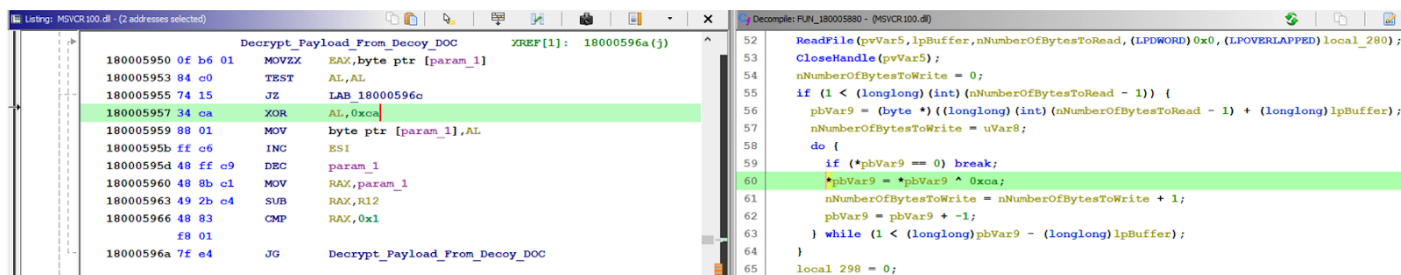 Listing: MSVCR100.dll - (2 addresses selected)
Decrypt_Payload_From_Decoy_DOC XREF[1]: 18000596a(j)
180005950 0f b6 01 MOVZX EAX,byte ptr [param_1]
180005953 84 c0 TEST AL,AL
180005955 74 15 JZ LAB_18000596c
180005957 34 ca XOR AL,0xca
180005959 88 01 MOV byte ptr [param_1],AL
18000595b ff c6 INC ESI
18000595d 48 ff c9 DEC param_1
180005960 48 8b c1 MOV RAX,param_1
180005963 49 2b c4 SUB RAX,R12
180005966 48 83 CMP RAX,0x1
f8 01
18000596a 7f e4 JG Decrypt_Payload_From_Decoy_DOC
Decompile: FUN_180005880 - (MSVCR100.dll)
52 ReadFile(pvVar5,lpBuffer,nNumberOfBytesToRead,(LPDWORD)0x0,(LPOVERLAPPED)local_280);
53 CloseHandle(pvVar5);
54 nNumberOfBytesToWrite = 0;
55 if (1 < (longlong)(int)(nNumberOfBytesToRead - 1)) {
56 pbVar9 = (byte *)((longlong)(int)(nNumberOfBytesToRead - 1) + (longlong)lpBuffer);
57 nNumberOfBytesToWrite = uVar8;
58 do {
59 if (*pbVar9 == 0) break;
60 *pbVar9 = *pbVar9 ^ 0xca;
61 nNumberOfBytesToWrite = nNumberOfBytesToWrite + 1;
62 pbVar9 = pbVar9 + -1;
63 } while (1 < (longlong)pbVar9 - (longlong)lpBuffer);
64 }
65 local_298 = 0;